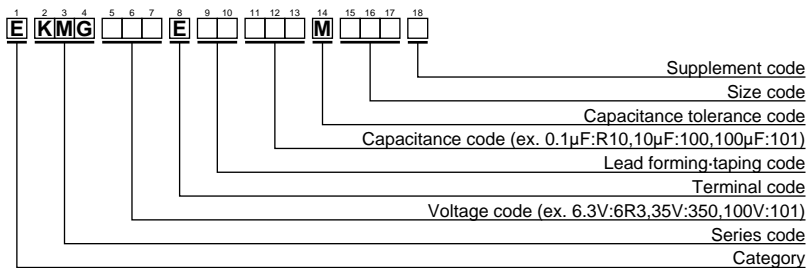 1 2 3 4 5 6 7 8 9 10 11 12 13 14 15 16 17 18
E KMG E M
Supplement code
Size code
Capacitance tolerance code
Capacitance code (ex. 0.1μF:R10,10μF:100,100μF:101)
Lead forming·taping code
Terminal code
Voltage code (ex. 6.3V:6R3,35V:350,100V:101)
Series code
Category